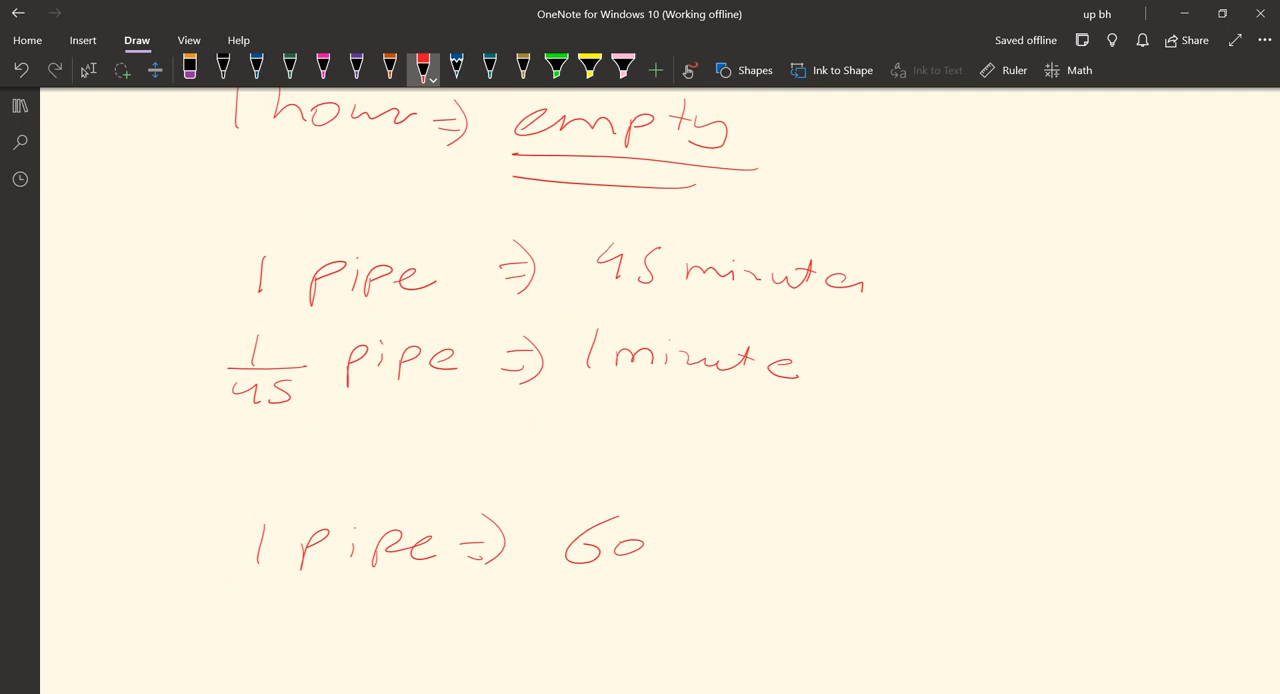 OneNote for Windows 10 (Working offline)
up bh
Home Insert Draw View Help
Saved offline
Share
Shapes
Ink to Shape
Ink to Text
Ruler
Math
1 hour => empty
1 pipe => 45 minutes
1/45 pipe => 1 minute
1 pipe => 60